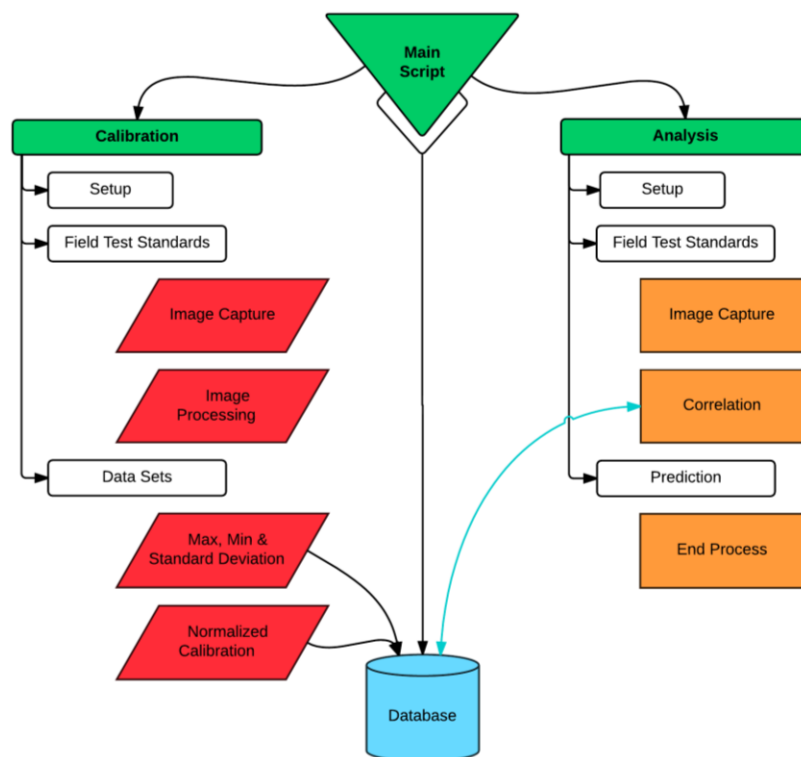 Main
Script
Calibration
Analysis
Setup
Setup
Field Test Standards
Field Test Standards
Image Capture
Image Capture
Image
Processing
Correlation
Data Sets
Prediction
Max, Min &
Standard Deviation
End Process
Normalized
Calibration
Database